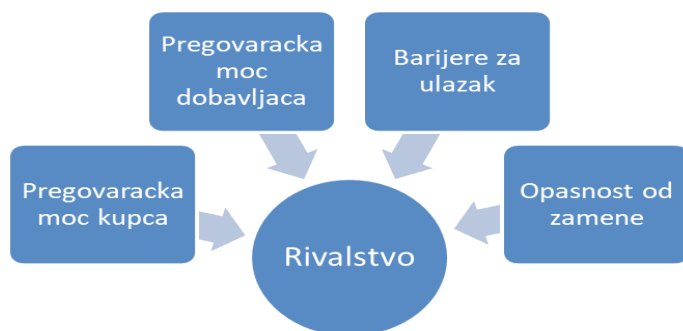 Pregovaracka
moc
dobavljaca
Barijere za
ulazak
Pregovaracka
moc kupca
Opasnost od
zamene
Rivalstvo